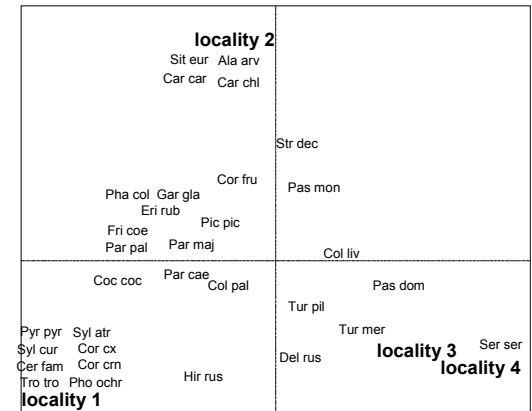 locality 2
Sit eur Ala arv
Car car Car chl
Str dec
Cor fru
Pas mon
Pha col Gar gla
Eri rub
Pic pic
Fri coe
Par pal Par maj
Col liv
Coc coc Par cae
Col pal Pas dom
Tur pil
Pyr pyr Syl atr Tur mer
Syl cur Cor cx locality 3 Ser ser
Del rus
Cer fam Cor crn locality 4
Tro tro Pho ochr Hir rus
locality 1